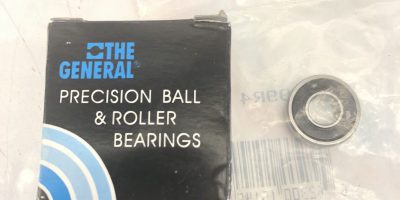 THE
GENERAL
PRECISION BALL
& ROLLER
BEARINGS